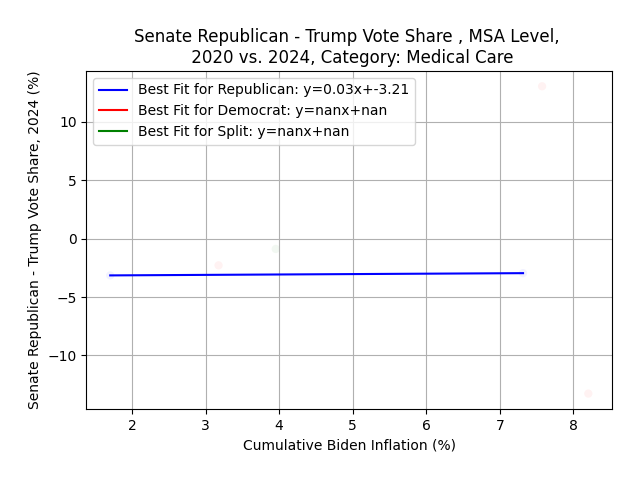 Senate Republican - Trump Vote Share , MSA Level,
2020 vs. 2024, Category: Medical Care
Senate Republican - Trump Vote Share, 2024 (%)
Best Fit for Republican: y=0.03x+-3.21
Best Fit for Democrat: y=nanx+nan
Best Fit for Split: y=nanx+nan
10
5
0
−5
−10
2 3 4 5 6 7 8
Cumulative Biden Inflation (%)